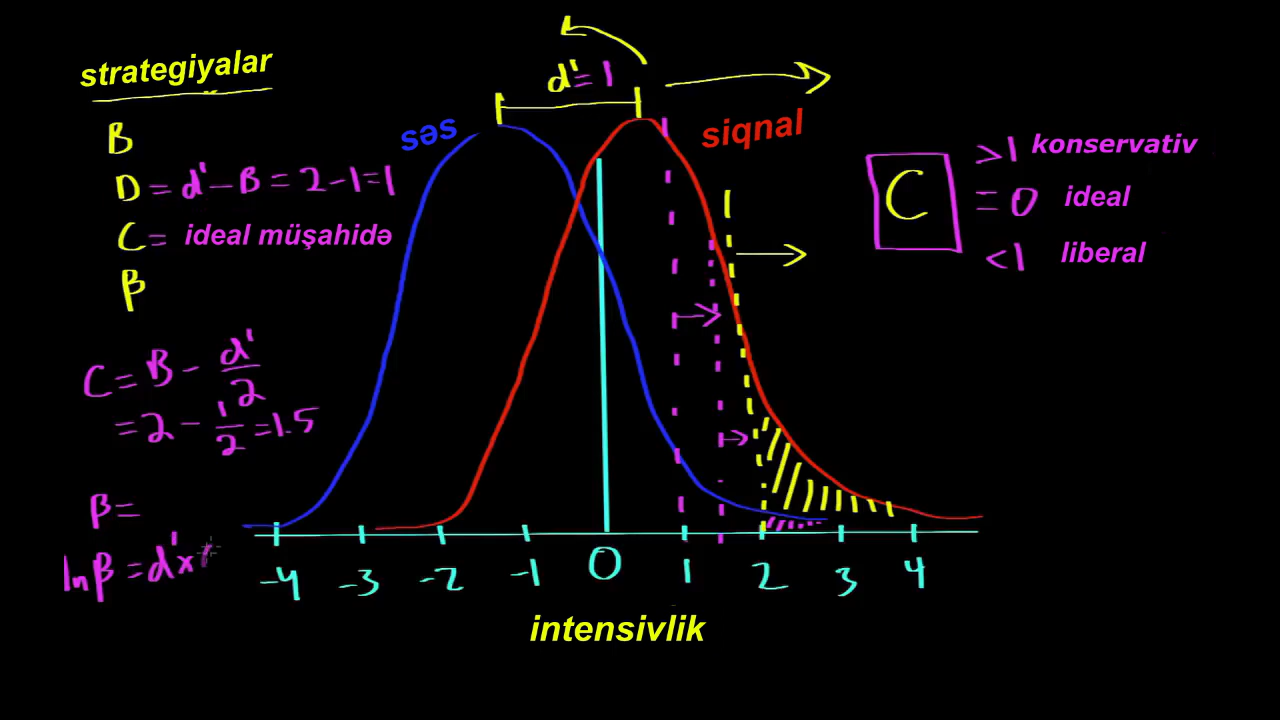 strategiyalar
B
D = d' - B = 2 - 1 = 1
C = ideal müşahidə
β
C = B - d'/2
= 2 - 1/2 = 1.5
β =
lnβ = d' x
səs
d' = 1
siqnal
C
>1 konservativ
= 0 ideal
<1 liberal
-4 -3 -2 -1 0 1 2 3 4
intensivlik